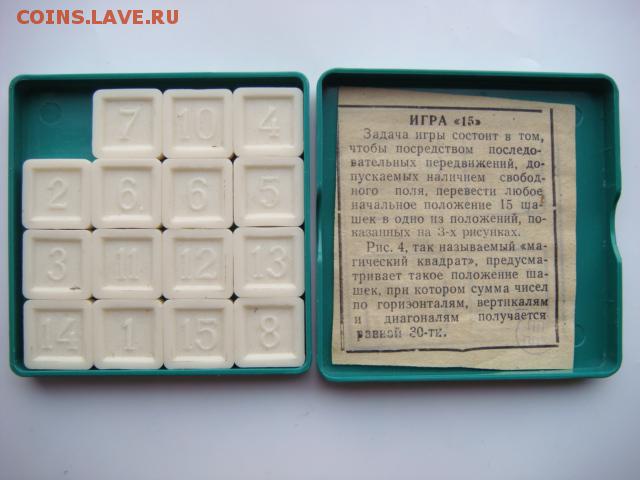 COINS.LAVE.RU
7 10 4
2 6. 6 5
3 11 12 13
14 1 15 8
ИГРА «15»
Задача игры состоит в том,
чтобы посредством последо-
вательных передвижений, до-
пускаемых наличием свобод-
ного поля, перевести любое
начальное положение 15 ша-
шек в одно из положений, по-
казанных на 3-х рисунках.
Рис. 4, так называемый «ма-
гический квадрат», предусма-
тривает такое положение ша-
шек, при котором сумма чисел
по горизонталям, вертикалям
и диагоналям получается
равной 30-ти.